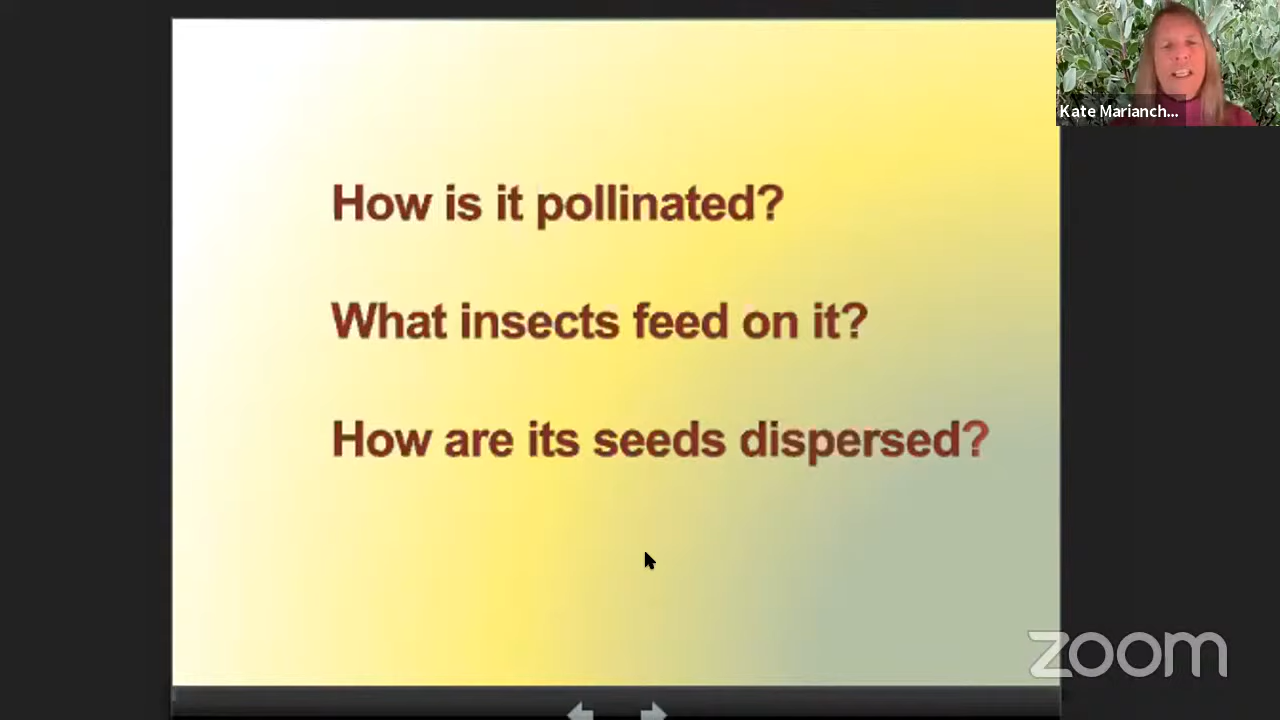 Kate Marianch...
How is it pollinated?
What insects feed on it?
How are its seeds dispersed?
zoom